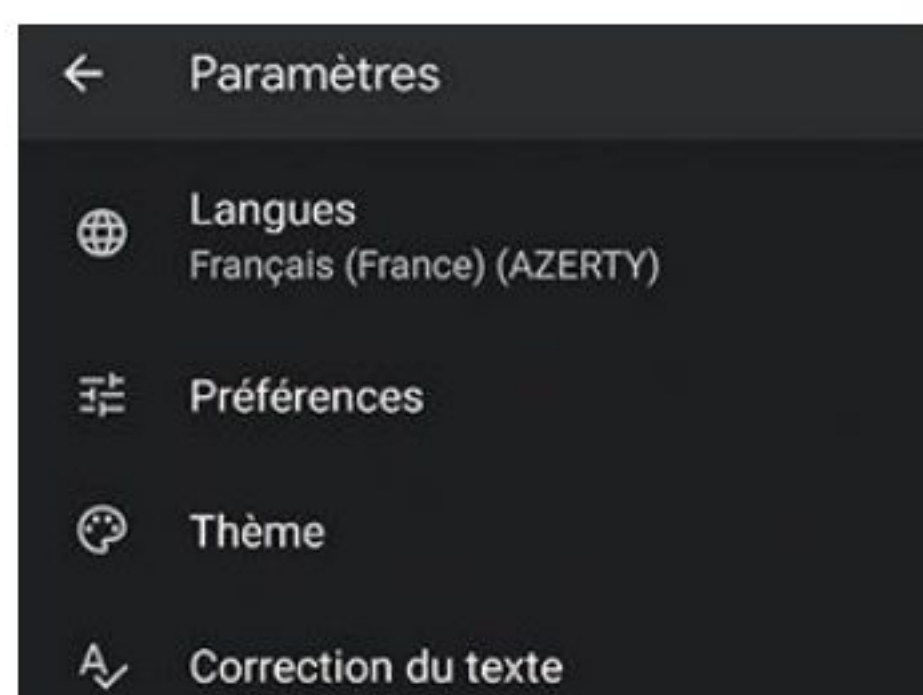 Paramètres
Langues
Français (France) (AZERTY)
Préférences
Thème
Correction du texte